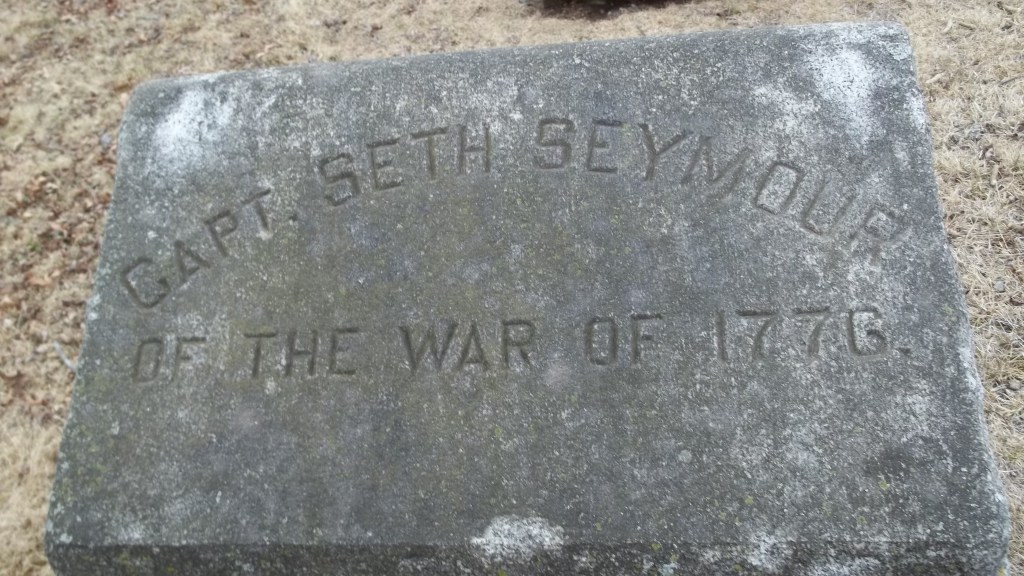 CAPT. SETH SEYMOUR
OF THE WAR OF 1776.